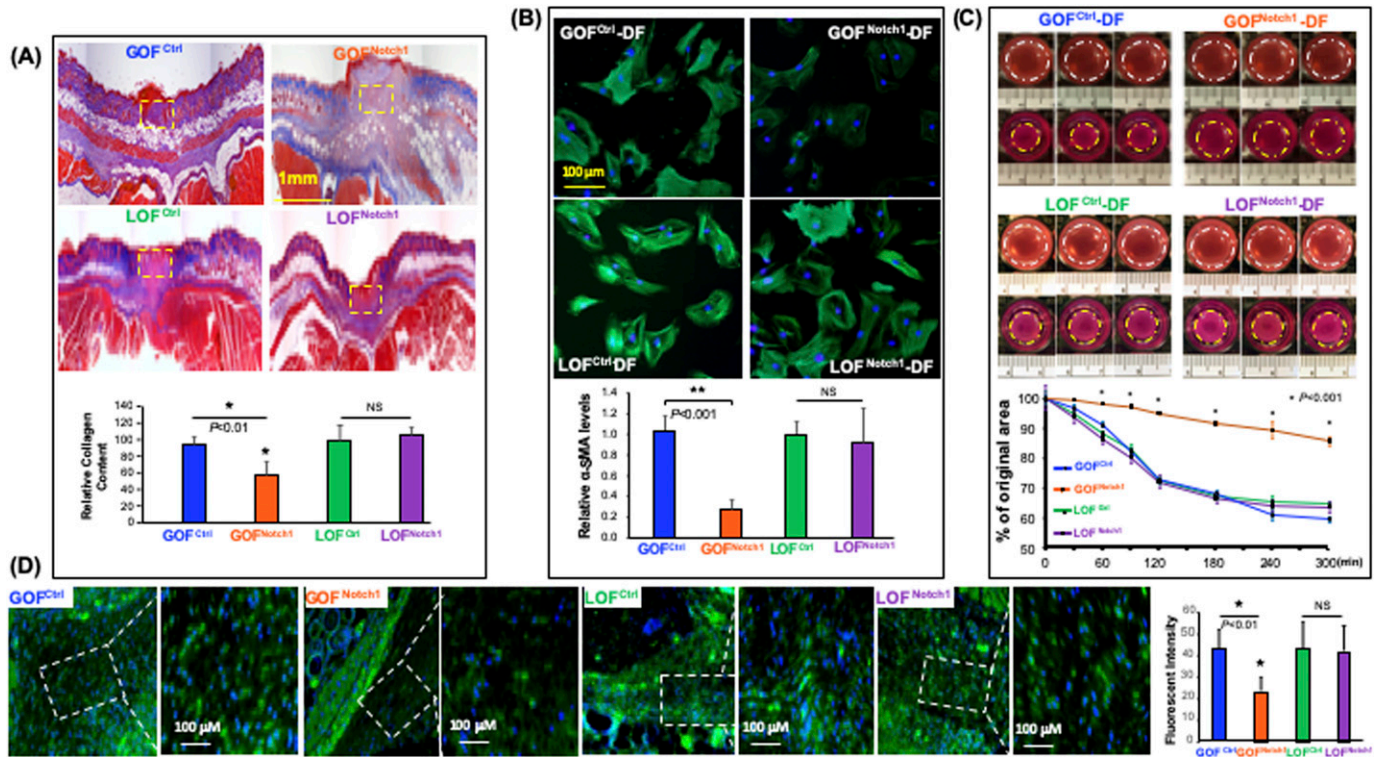 (A)
GOF Ctrl
GOF Notch1
1mm
LOF Ctrl
LOF Notch1
Relative Collagen
Content
140
120
100
80
60
40
20
0
*
P<0.01
*
NS
GOF Ctrl
GOF Notch1
LOF Ctrl
LOF Notch1
(B)
GOF Ctrl-DF
GOF Notch1-DF
100 µm
LOF Ctrl-DF
LOF Notch1-DF
Relative α-SMA levels
1.4
1.2
1.0
0.8
0.6
0.4
0.2
0.0
**
P<0.001
NS
GOF Ctrl
GOF Notch1
LOF Ctrl
LOF Notch1
(C)
GOF Ctrl-DF
GOF Notch1-DF
LOF Ctrl-DF
LOF Notch1-DF
% of original area
100
90
80
70
60
50
* P<0.001
GOF Ctrl
GOF Notch1
LOF Ctrl
LOF Notch1
0 60 120 180 240 300(min)
(D)
GOF Ctrl
GOF Notch1
LOF Ctrl
LOF Notch1
100 µM
100 µM
100 µM
100 µM
Fluorescent Intensity
60
50
40
30
20
10
0
*
P<0.01
*
NS
GOF Ctrl
GOF Notch1
LOF Ctrl
LOF Notch1